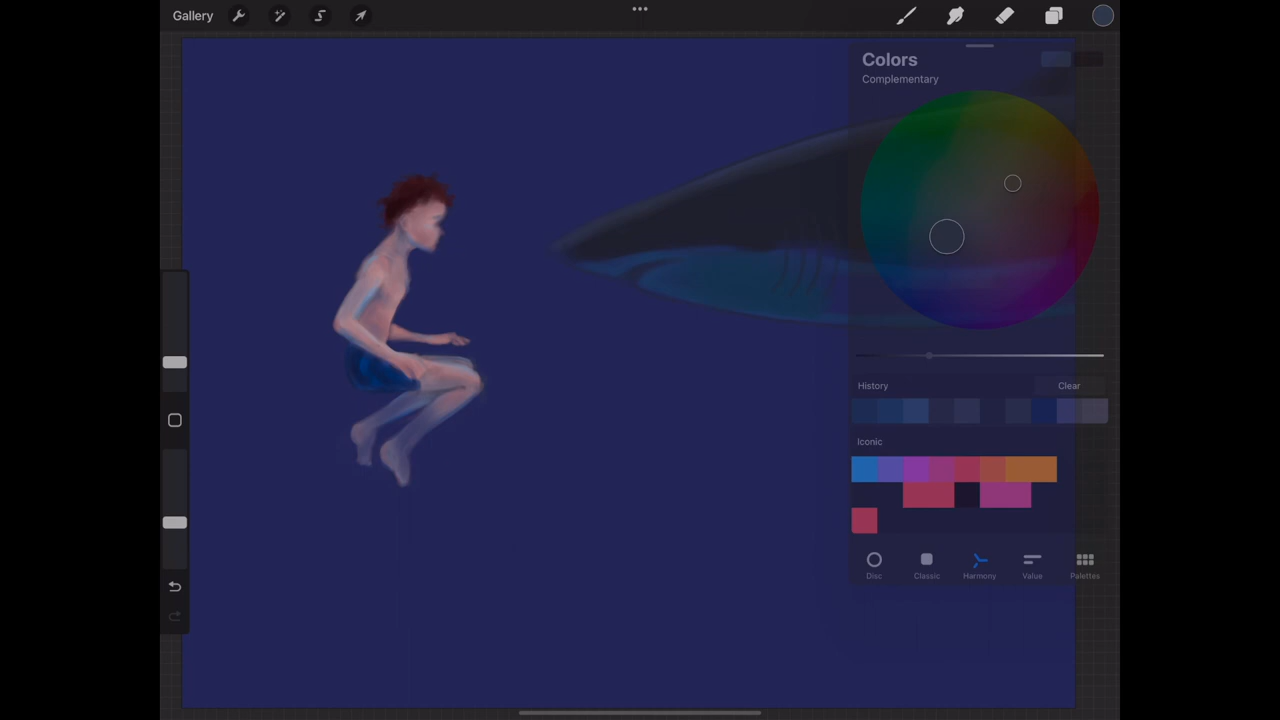 Gallery
Colors
Complementary
History
Clear
Iconic
Disc
Classic
Harmony
Value
Palettes